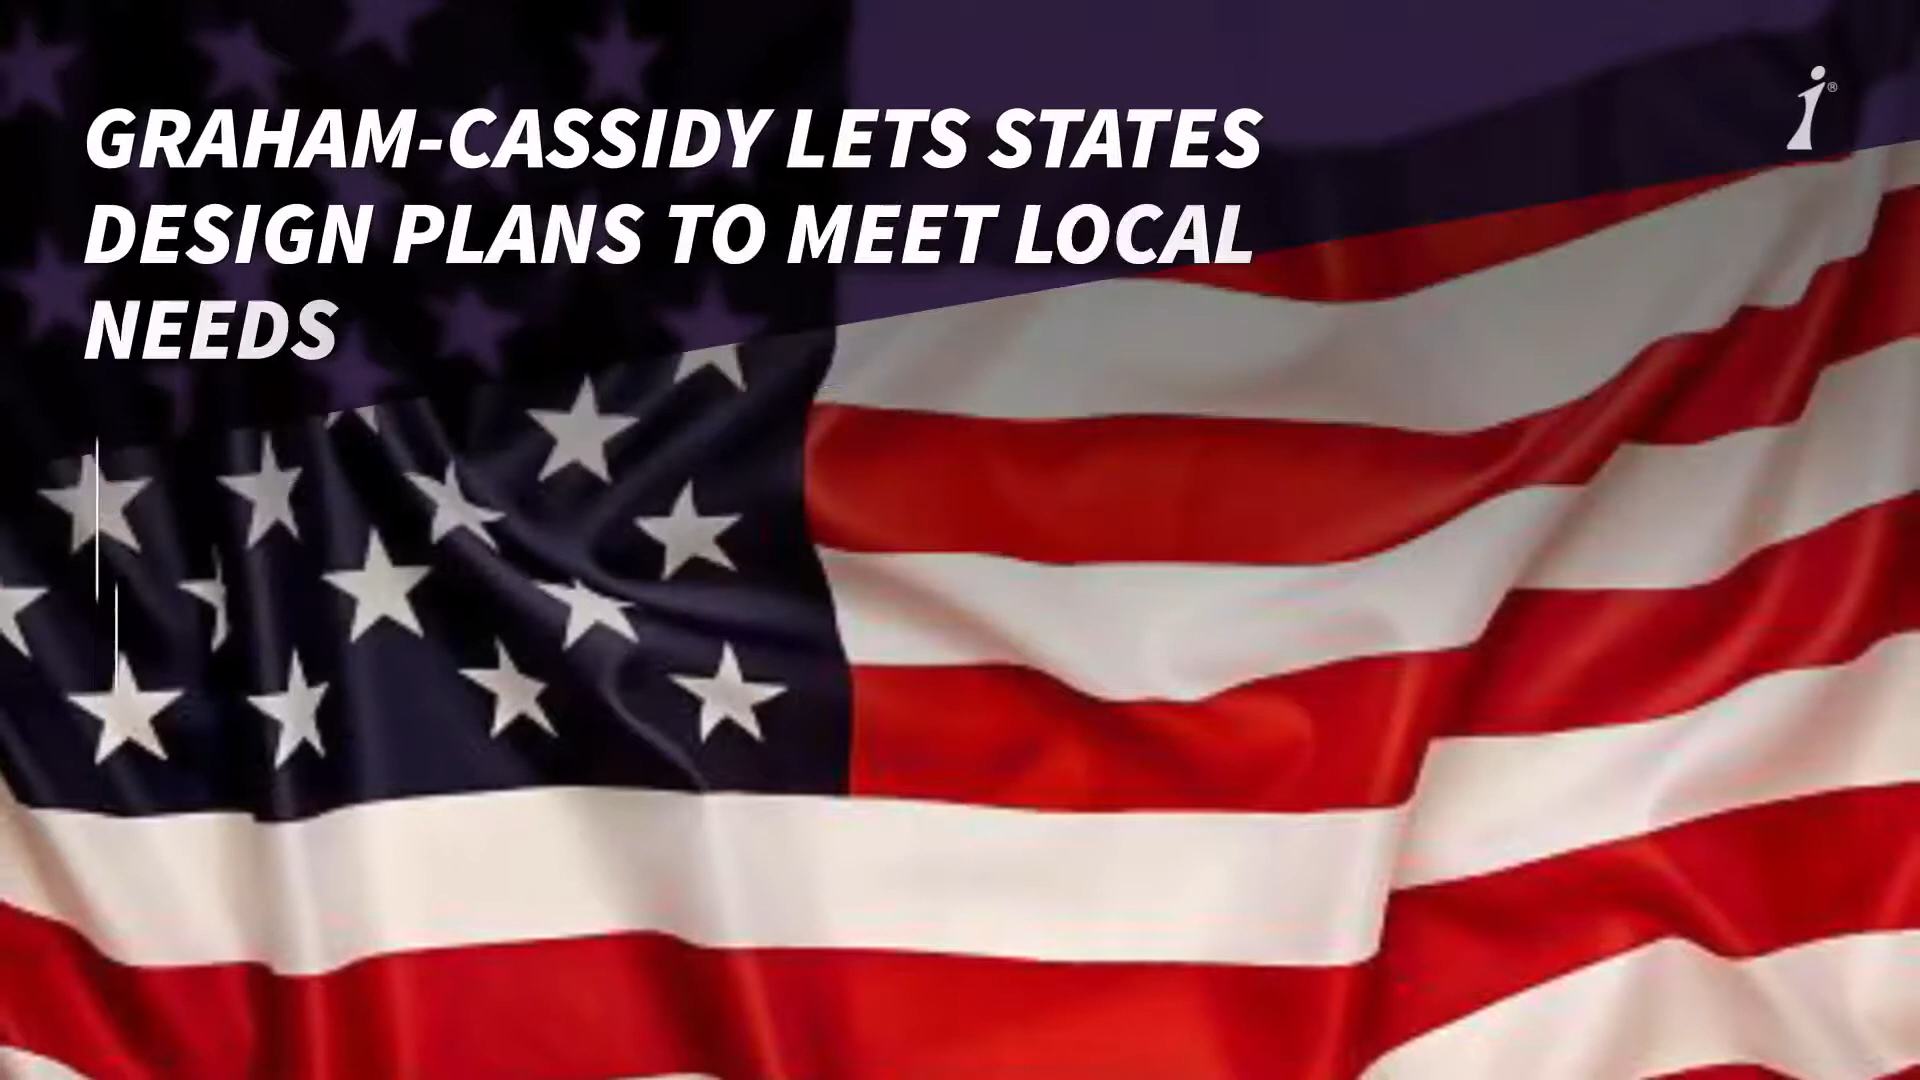 GRAHAM-CASSIDY LETS STATES
DESIGN PLANS TO MEET LOCAL
NEEDS
i®